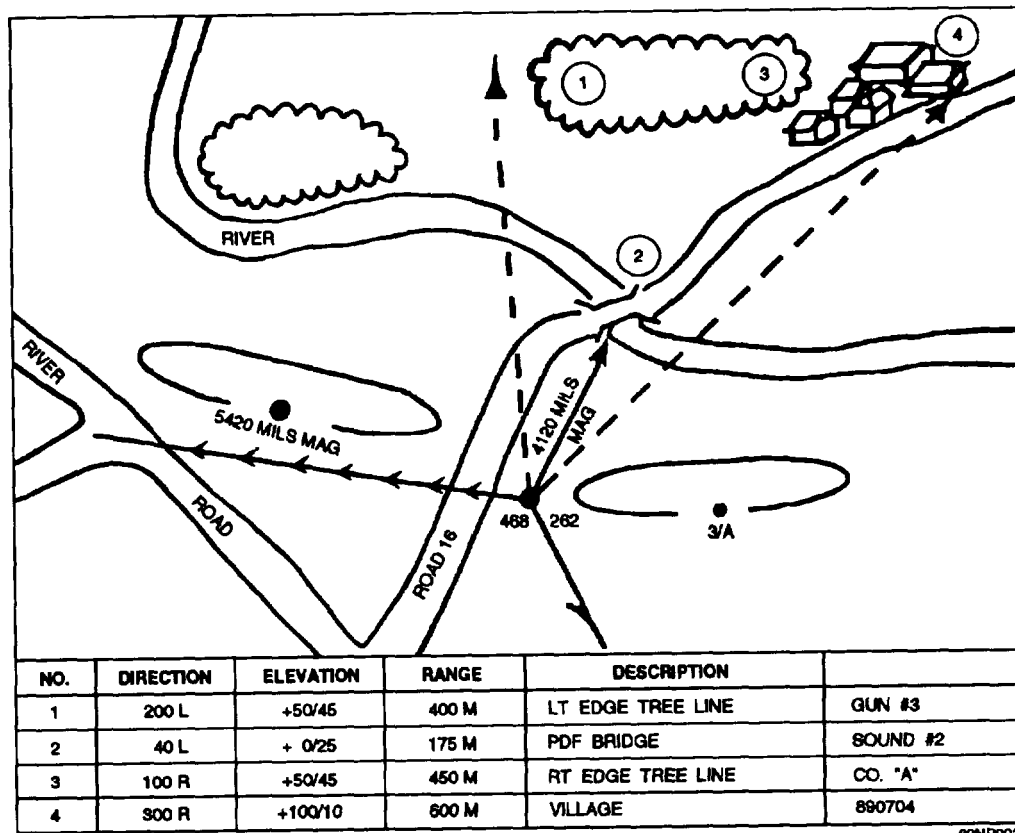 4
1
3
2
RIVER
RIVER
5420 MILS MAG
4120 MILS
MAG
ROAD
468 262
3/A
ROAD 16
NO. DIRECTION ELEVATION RANGE DESCRIPTION
1 200 L +50/45 400 M LT EDGE TREE LINE GUN #3
2 40 L + 0/25 175 M PDF BRIDGE SOUND #2
3 100 R +50/45 450 M RT EDGE TREE LINE CO. "A"
4 300 R +100/10 600 M VILLAGE 890704